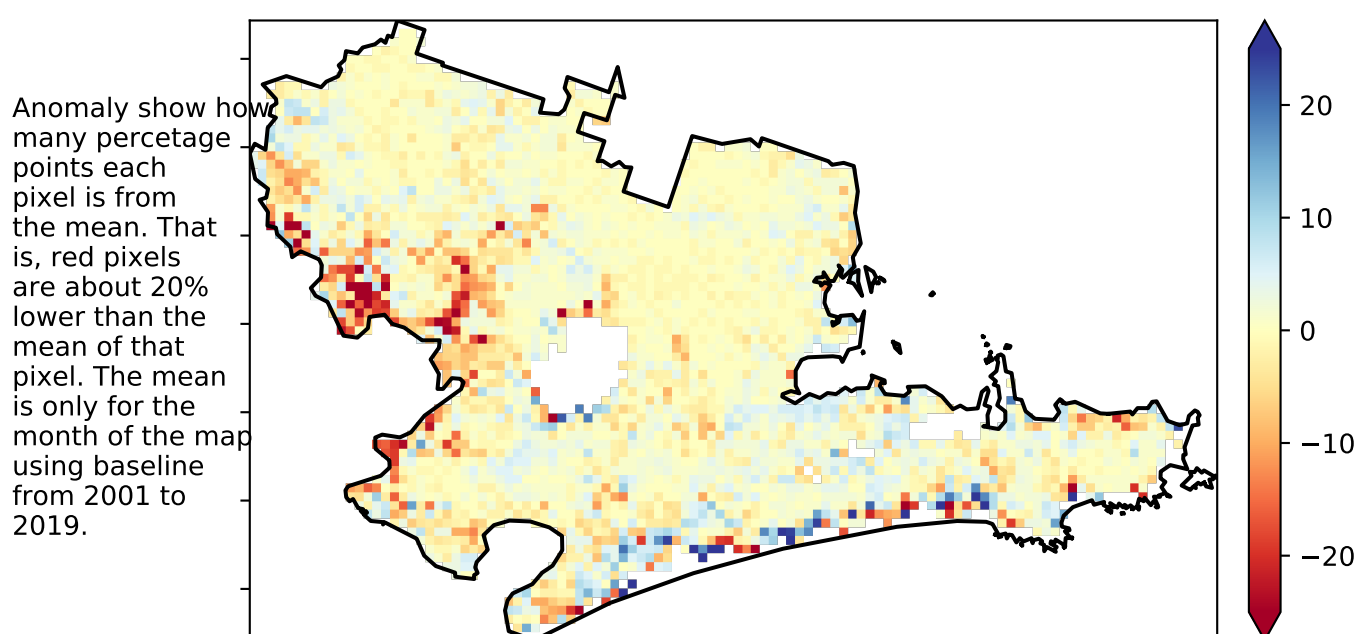 Anomaly show how
many percetage
points each
pixel is from
the mean. That
is, red pixels
are about 20%
lower than the
mean of that
pixel. The mean
is only for the
month of the map
using baseline
from 2001 to
2019.
20
10
0
−10
−20